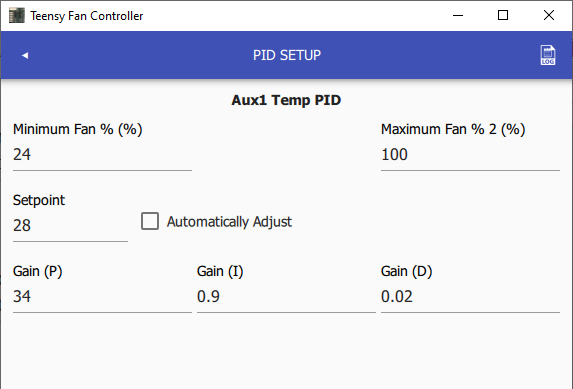 Teensy Fan Controller
PID SETUP
LOG
Aux1 Temp PID
Minimum Fan % (%)
Maximum Fan % 2 (%)
24
100
Setpoint
28
Automatically Adjust
Gain (P)
Gain (I)
Gain (D)
34
0.9
0.02